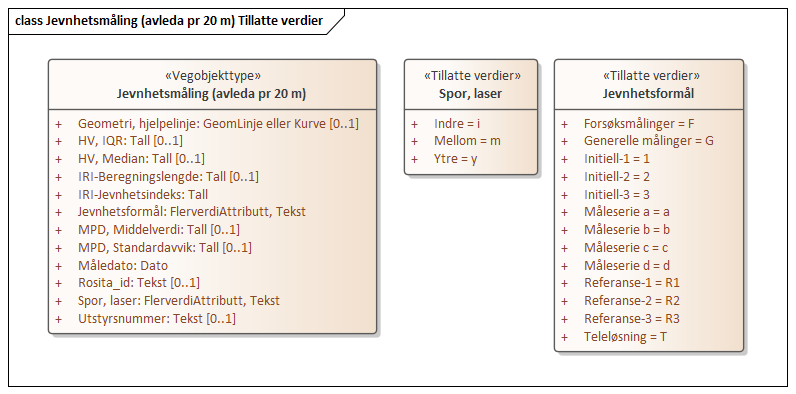 class Jevnhetsmåling (avleda pr 20 m) Tillatte verdier
«Vegobjekttype»
Jevnhetsmåling (avleda pr 20 m)
+ Geometri, hjelpelinje: GeomLinje eller Kurve [0..1]
+ HV, IQR: Tall [0..1]
+ HV, Median: Tall [0..1]
+ IRI-Beregningslengde: Tall [0..1]
+ IRI-Jevnhetsindeks: Tall
+ Jevnhetsformål: FlerverdiAttributt, Tekst
+ MPD, Middelverdi: Tall [0..1]
+ MPD, Standardavvik: Tall [0..1]
+ Måledato: Dato
+ Rosita_id: Tekst [0..1]
+ Spor, laser: FlerverdiAttributt, Tekst
+ Utstyrsnummer: Tekst [0..1]
«Tillatte verdier»
Spor, laser
+ Indre = i
+ Mellom = m
+ Ytre = y
«Tillatte verdier»
Jevnhetsformål
+ Forsøksmålinger = F
+ Generelle målinger = G
+ Initiell-1 = 1
+ Initiell-2 = 2
+ Initiell-3 = 3
+ Måleserie a = a
+ Måleserie b = b
+ Måleserie c = c
+ Måleserie d = d
+ Referanse-1 = R1
+ Referanse-2 = R2
+ Referanse-3 = R3
+ Teleløsning = T